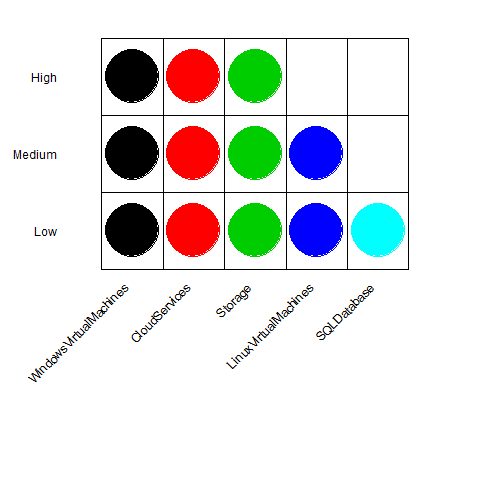 High
Medium
Low
WindowsVirtualMachines
CloudServices
Storage
LinuxVirtualMachines
SQLDatabase